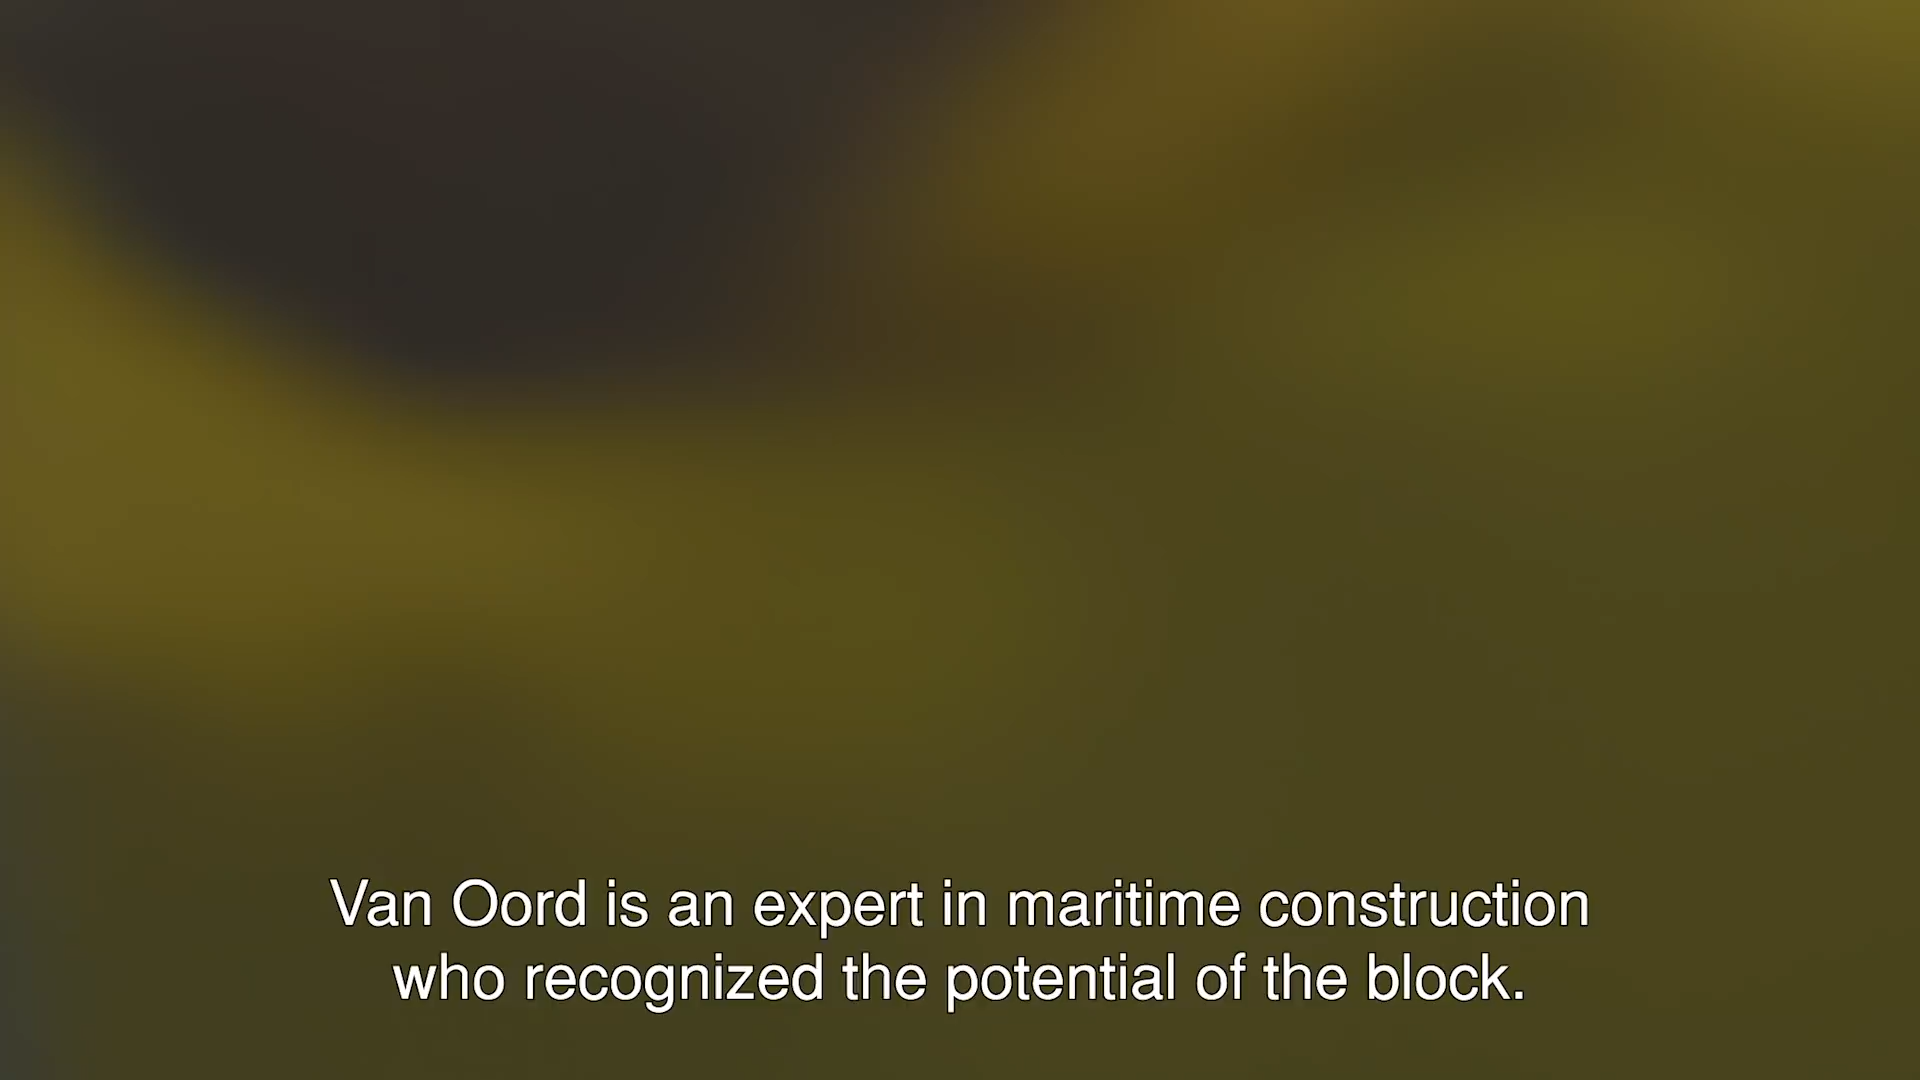 Van Oord is an expert in maritime construction
who recognized the potential of the block.